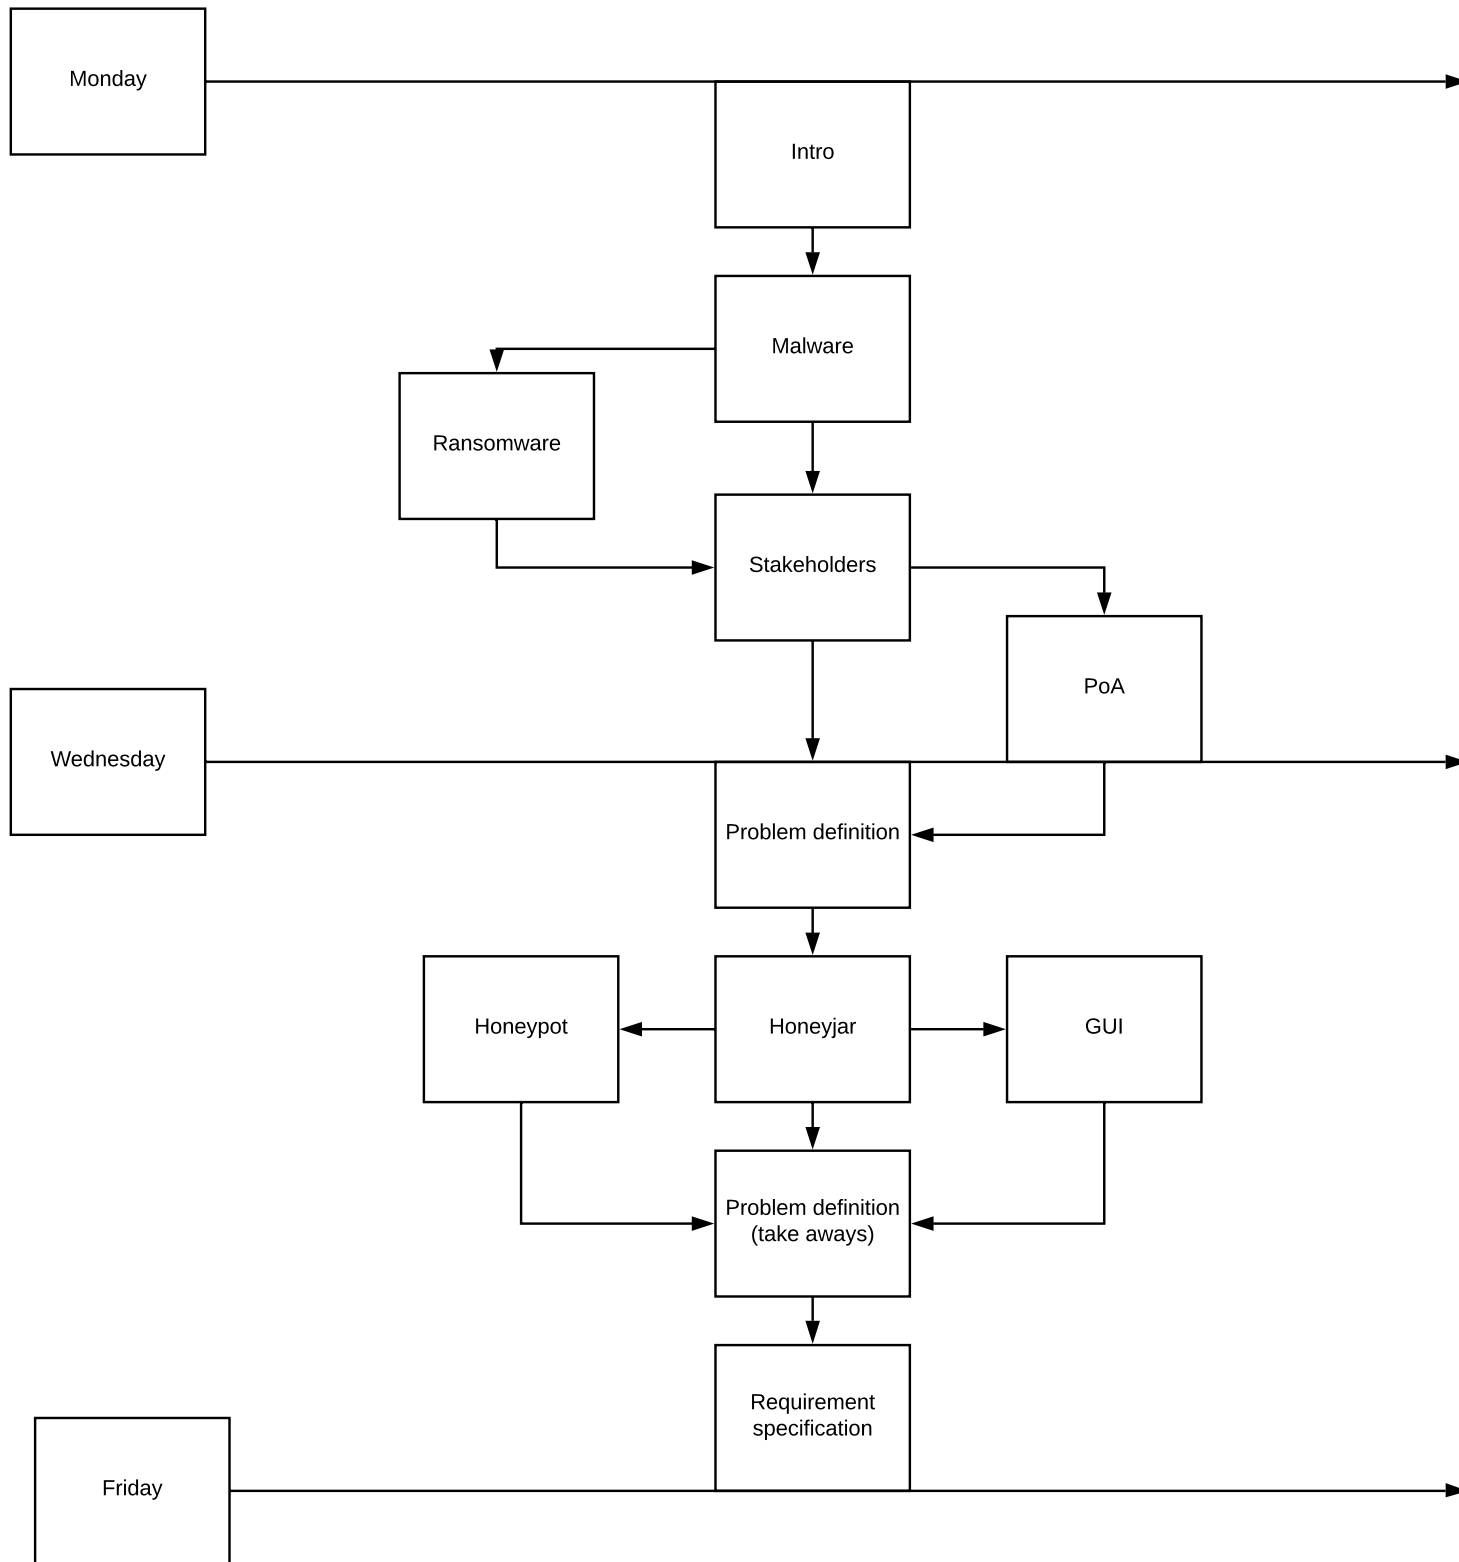 Monday
Intro
Malware
Ransomware
Stakeholders
PoA
Wednesday
Problem definition
Honeypot
Honeyjar
GUI
Problem definition
(take aways)
Requirement
specification
Friday